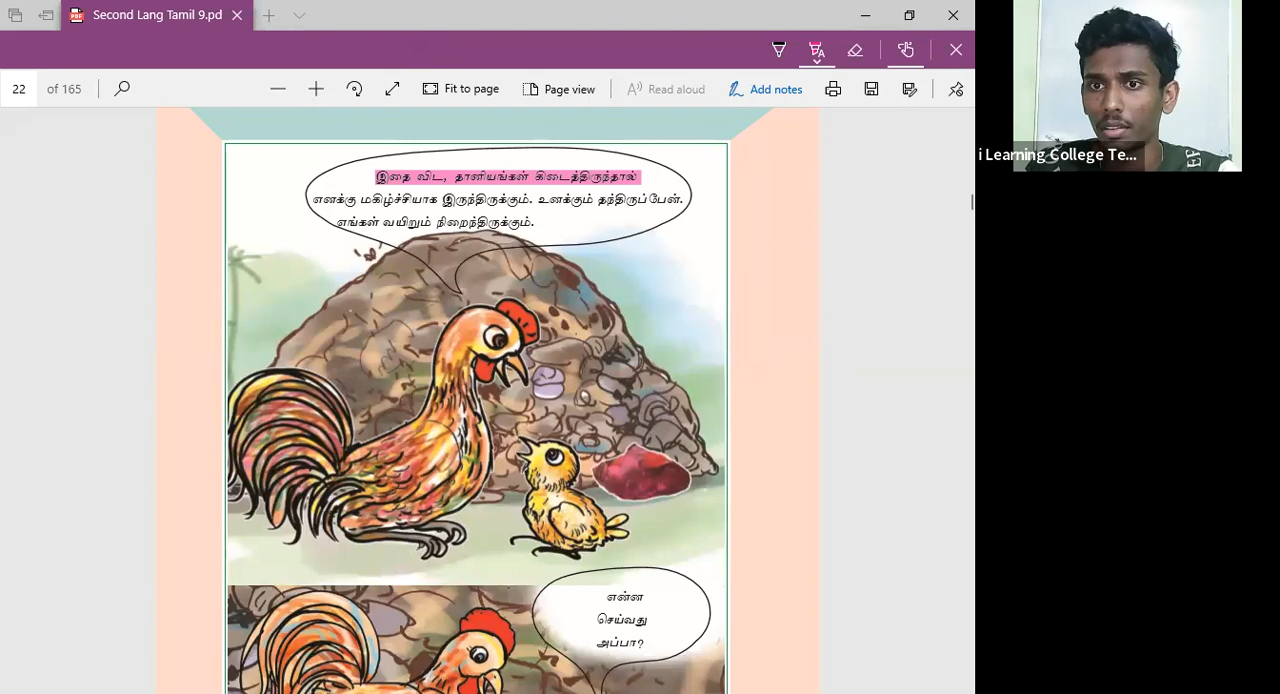 Second Lang Tamil 9.pd
22 of 165
Fit to page
Page view
Read aloud
Add notes
i Learning College Te...
இதை விட, தானியங்கள் கிடைத்திருந்தால்
எனக்கு மகிழ்ச்சியாக இருந்திருக்கும். உனக்கும் தந்திருப்பேன்.
எங்கள் வயிறும் நிறைந்திருக்கும்.
என்ன
செய்வது
அப்பா?